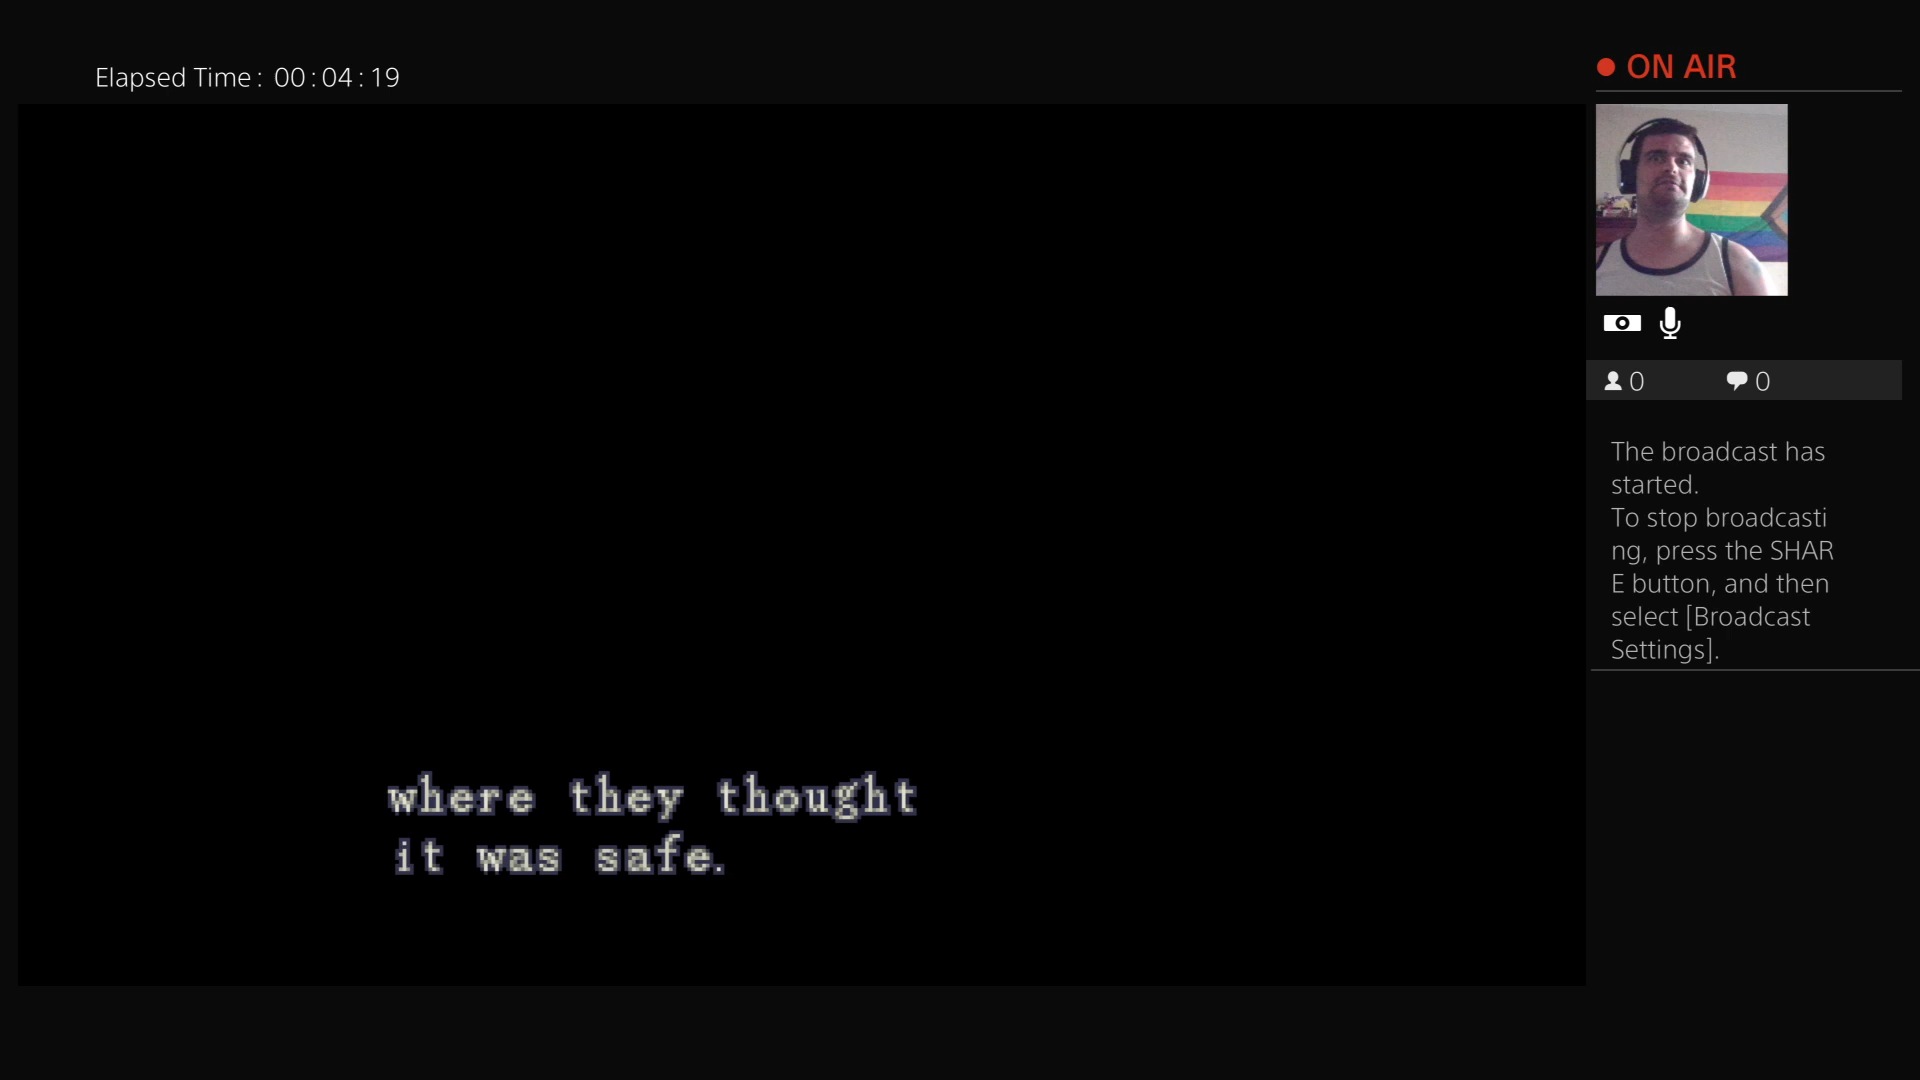 Elapsed Time: 00:04:19
ON AIR
0 0
The broadcast has
started.
To stop broadcasti
ng, press the SHAR
E button, and then
select [Broadcast
Settings].
where they thought
it was safe.